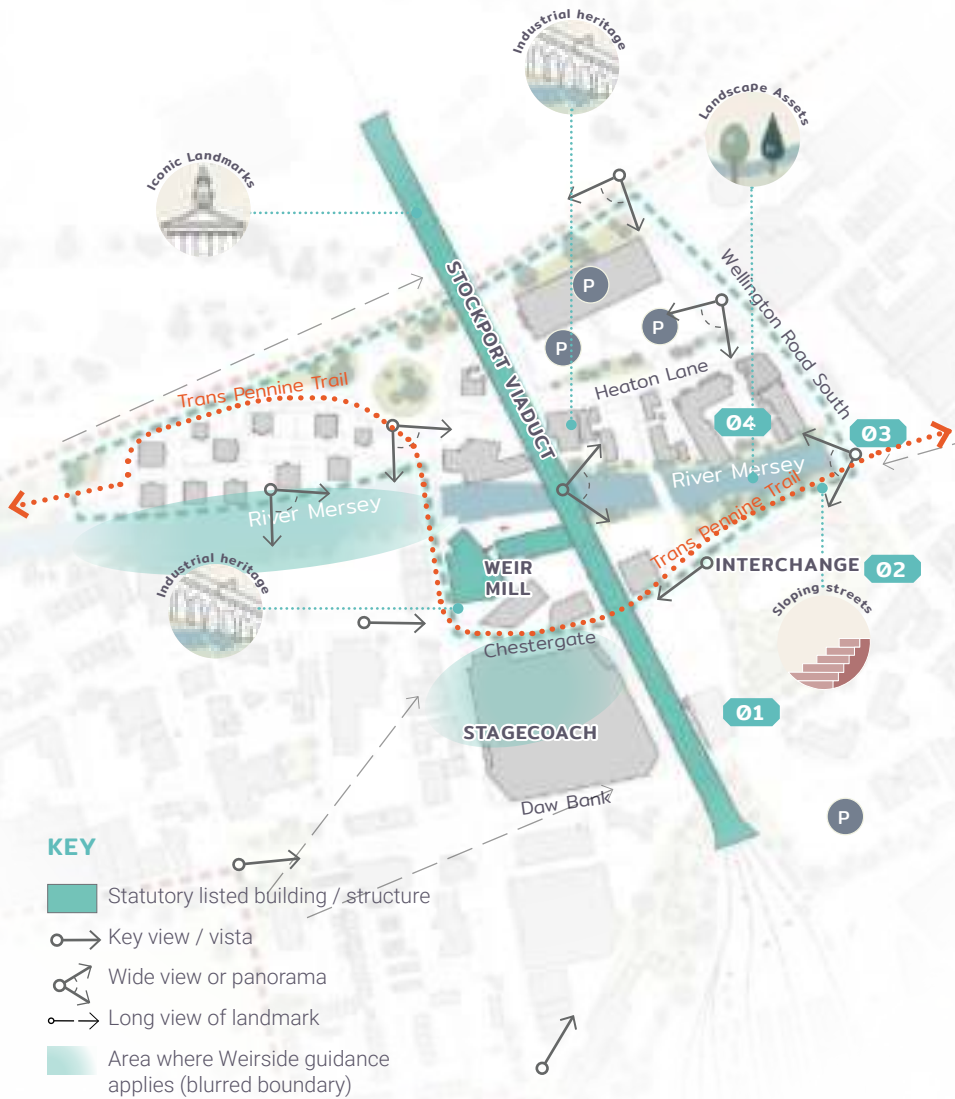 Industrial heritage
Landscape Assets
Iconic Landmarks
STOCKPORT VIADUCT
Wellington Road South
P
P
P
Heaton Lane
Trans Pennine Trail
04
03
River Mersey
River Mersey
Trans Pennine Trail
WEIR
MILL
INTERCHANGE
02
Industrial heritage
Sloping streets
Chestergate
01
STAGECOACH
Daw Bank
P
KEY
Statutory listed building / structure
Key view / vista
Wide view or panorama
Long view of landmark
Area where Weirside guidance
applies (blurred boundary)